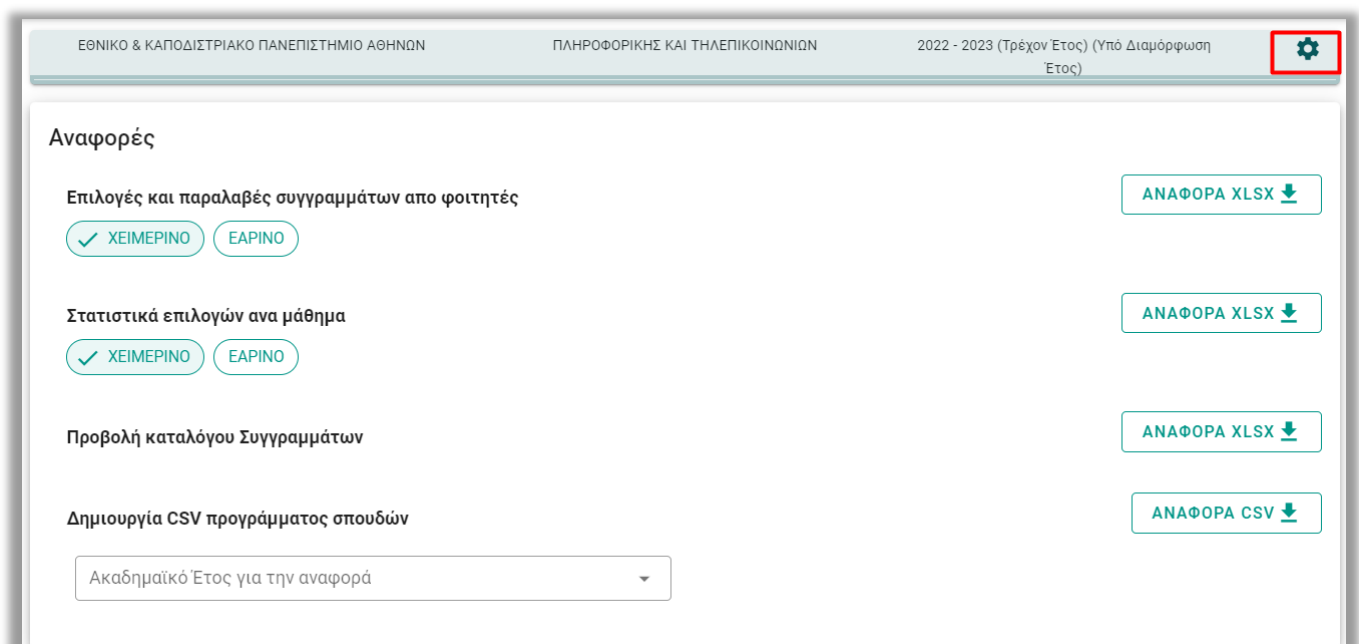 ΕΘΝΙΚΟ & ΚΑΠΟΔΙΣΤΡΙΑΚΟ ΠΑΝΕΠΙΣΤΗΜΙΟ ΑΘΗΝΩΝ ΠΛΗΡΟΦΟΡΙΚΗΣ ΚΑΙ ΤΗΛΕΠΙΚΟΙΝΩΝΙΩΝ 2022 - 2023 (Τρέχον Έτος) (Υπό Διαμόρφωση
Έτος)
Αναφορές
Επιλογές και παραλαβές συγγραμμάτων απο φοιτητές ΑΝΑΦΟΡΑ XLSX
ΧΕΙΜΕΡΙΝΟ ΕΑΡΙΝΟ
Στατιστικά επιλογών ανα μάθημα ΑΝΑΦΟΡΑ XLSX
ΧΕΙΜΕΡΙΝΟ ΕΑΡΙΝΟ
Προβολή καταλόγου Συγγραμμάτων ΑΝΑΦΟΡΑ XLSX
Δημιουργία CSV προγράμματος σπουδών ΑΝΑΦΟΡΑ CSV
Ακαδημαϊκό Έτος για την αναφορά